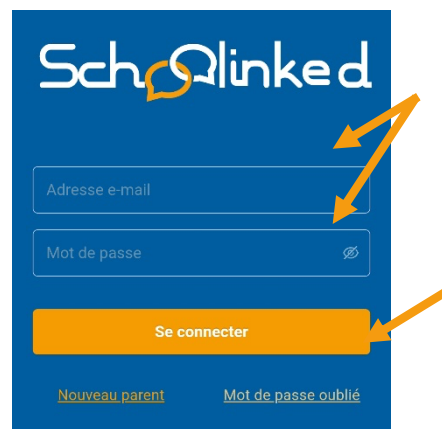 Schoolinked
Adresse e-mail
Mot de passe
Se connecter
Nouveau parent Mot de passe oublié